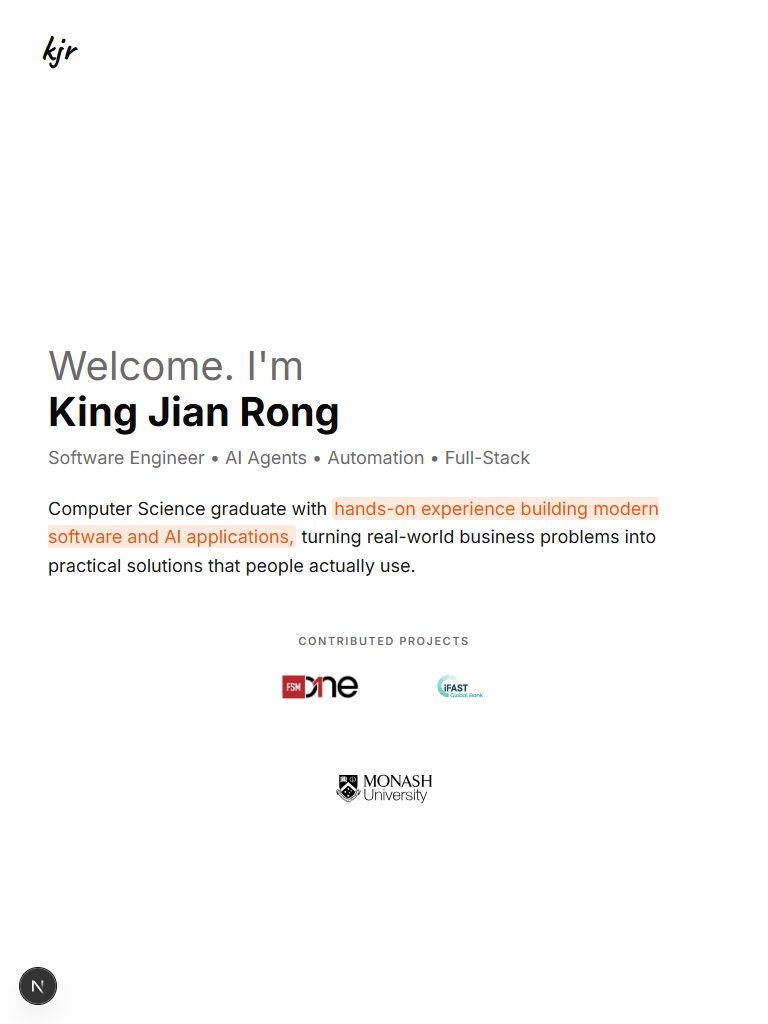 kjr
Welcome. I'm
King Jian Rong
Software Engineer • AI Agents • Automation • Full-Stack
Computer Science graduate with hands-on experience building modern
software and AI applications, turning real-world business problems into
practical solutions that people actually use.
CONTRIBUTED PROJECTS
FSM one
iFAST
Global Bank
MONASH
University
N